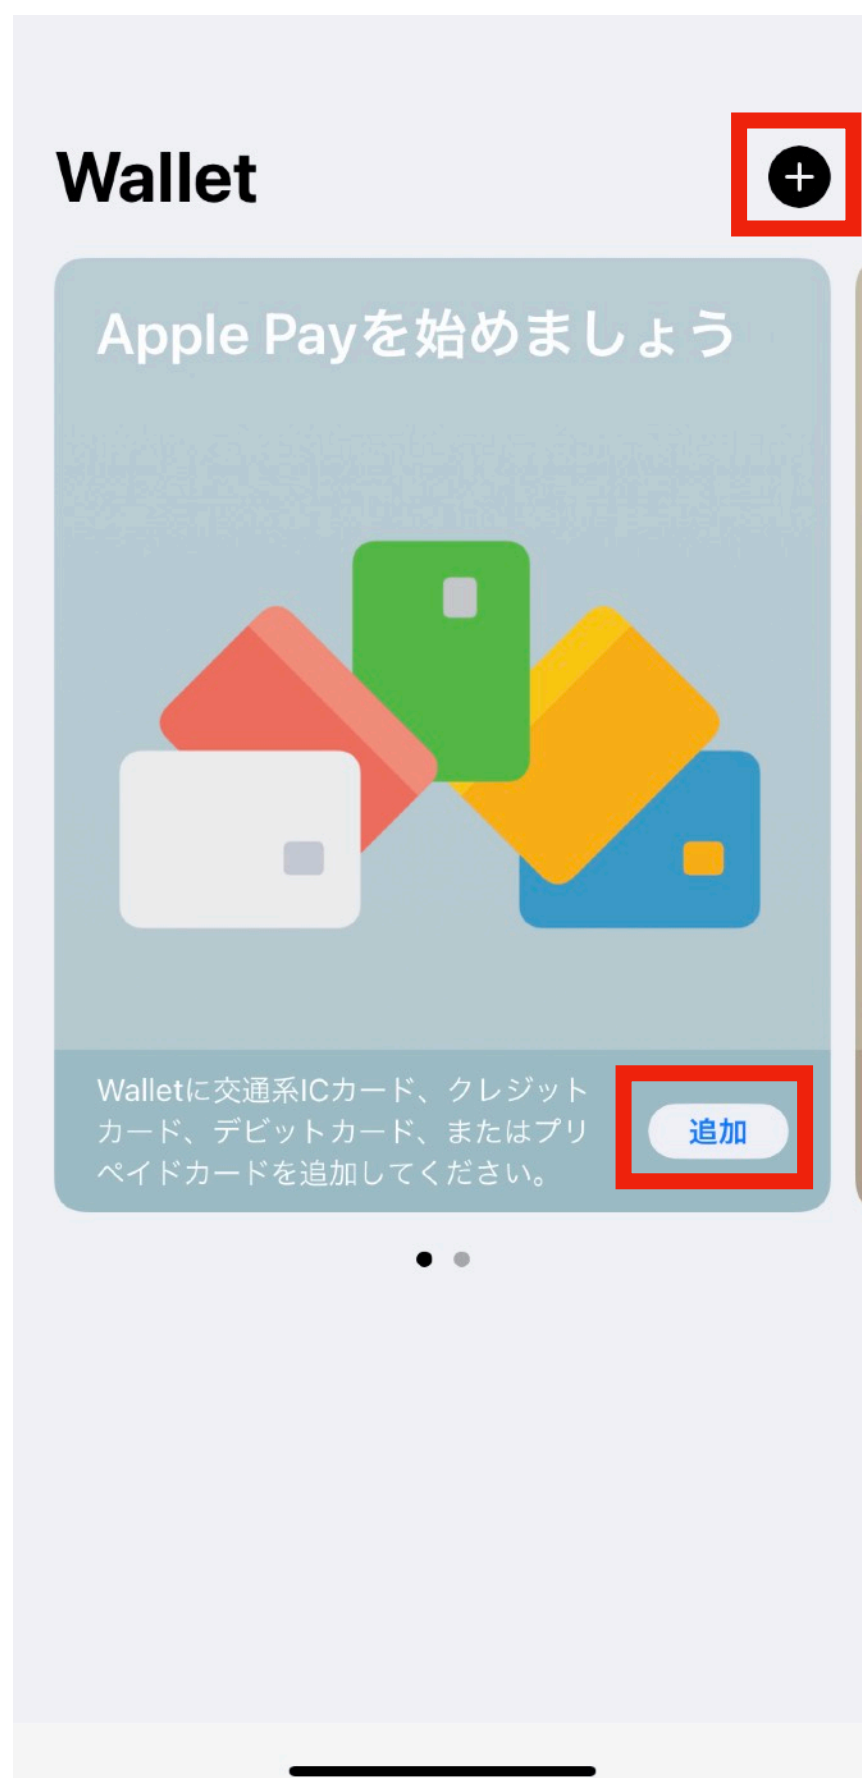 Wallet
Apple Payを始めましょう
Walletに交通系ICカード、クレジット
カード、デビットカード、またはプリ
ペイドカードを追加してください。
追加